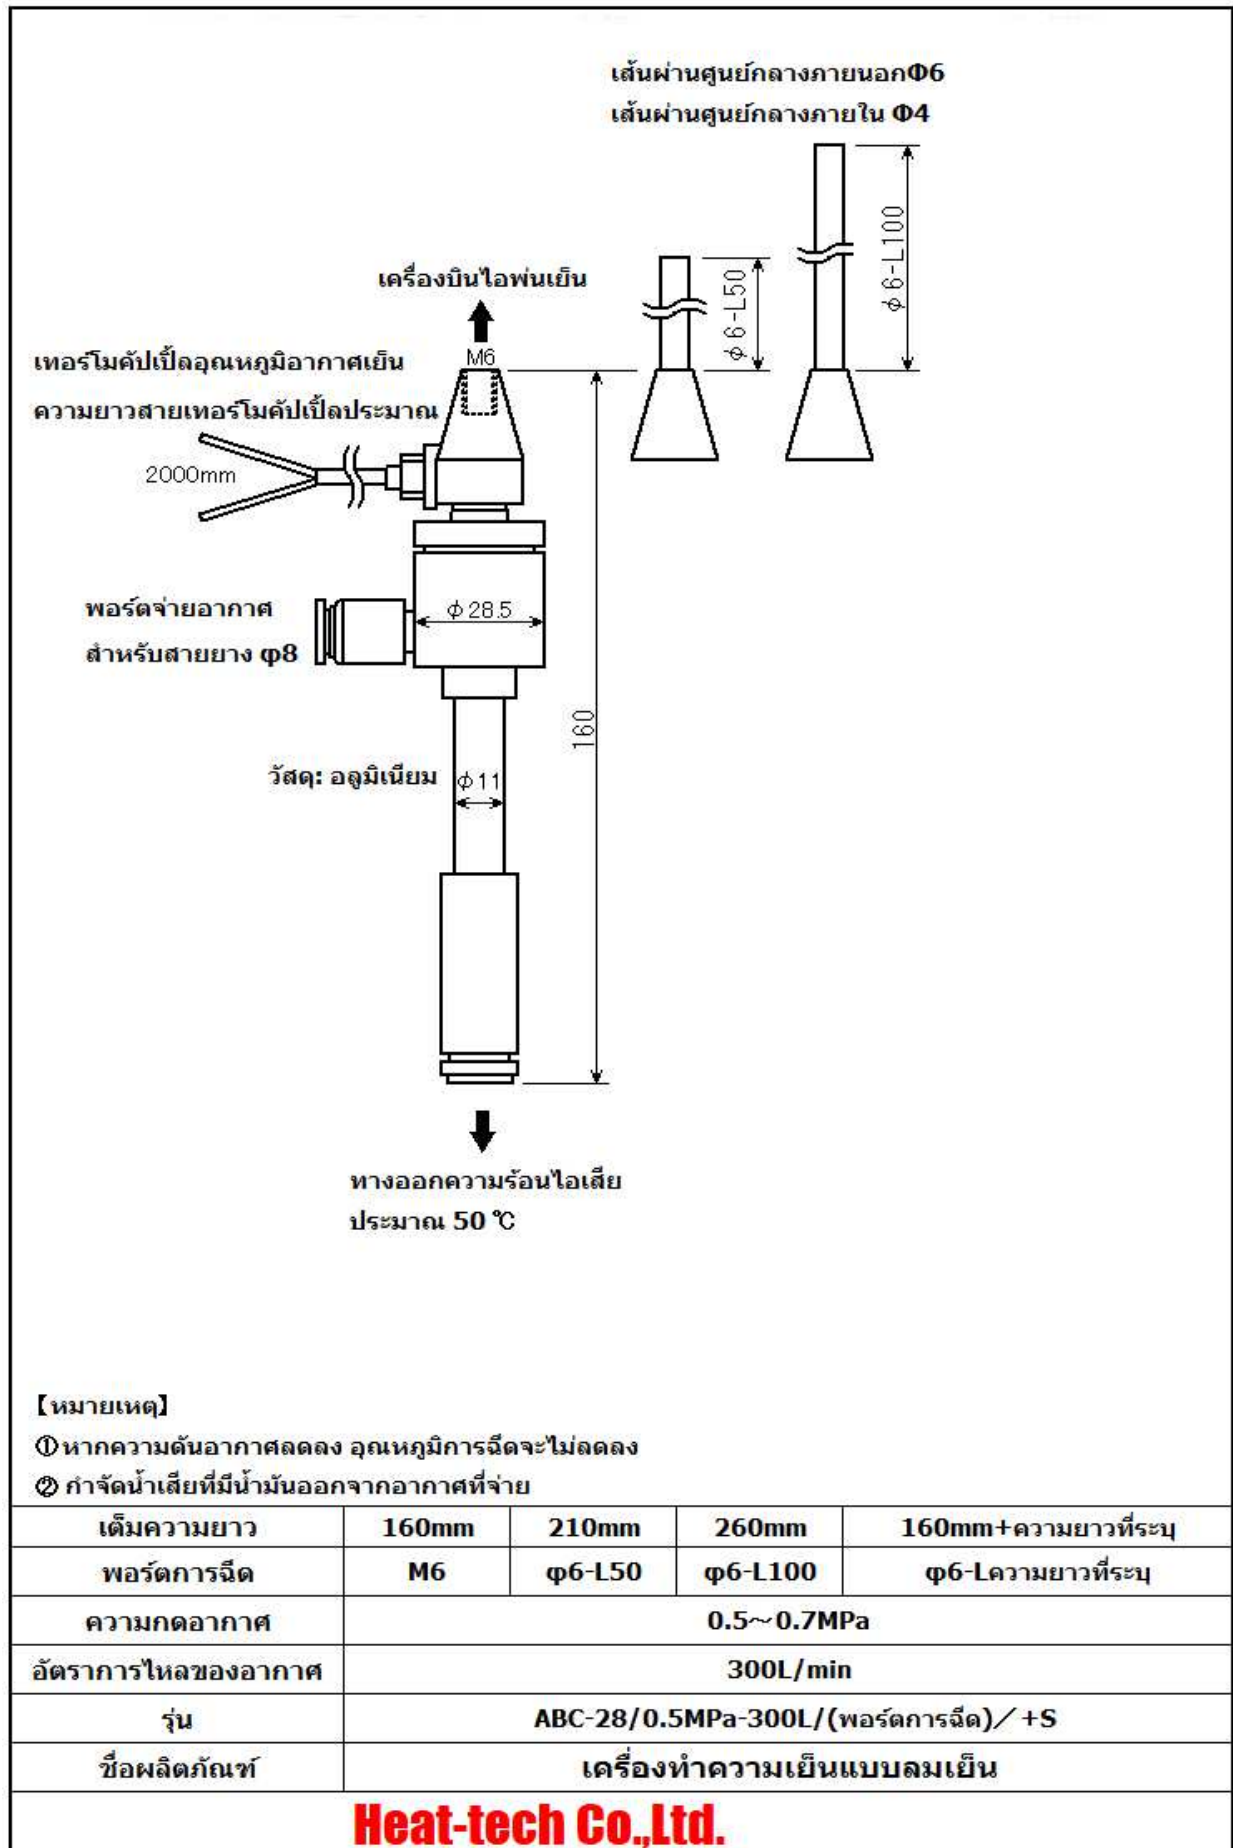 เส้นผ่านศูนย์กลางภายนอกΦ6
เส้นผ่านศูนย์กลางภายใน Φ4
φ6-L100
φ6-L50
เครื่องบินไอพ่นเย็น
M6
เทอร์โมคัปเปิ้ลอุณหภูมิอากาศเย็น
ความยาวสายเทอร์โมคัปเปิ้ลประมาณ
2000mm
พอร์ตจ่ายอากาศ
สำหรับสายยาง φ8
φ28.5
160
วัสดุ: อลูมิเนียม
φ11
ทางออกความร้อนไอเสีย
ประมาณ 50 ℃
【หมายเหตุ】
①หากความดันอากาศลดลง อุณหภูมิการฉีดจะไม่ลดลง
② กำจัดน้ำเสียที่มีน้ำมันออกจากอากาศที่จ่าย
เต็มความยาว 160mm 210mm 260mm 160mm+ความยาวที่ระบุ
พอร์ตการฉีด M6 φ6-L50 φ6-L100 φ6-Lความยาวที่ระบุ
ความกดอากาศ 0.5～0.7MPa
อัตราการไหลของอากาศ 300L/min
รุ่น ABC-28/0.5MPa-300L/(พอร์ตการฉีด)／+S
ชื่อผลิตภัณฑ์ เครื่องทำความเย็นแบบลมเย็น
Heat-tech Co.,Ltd.